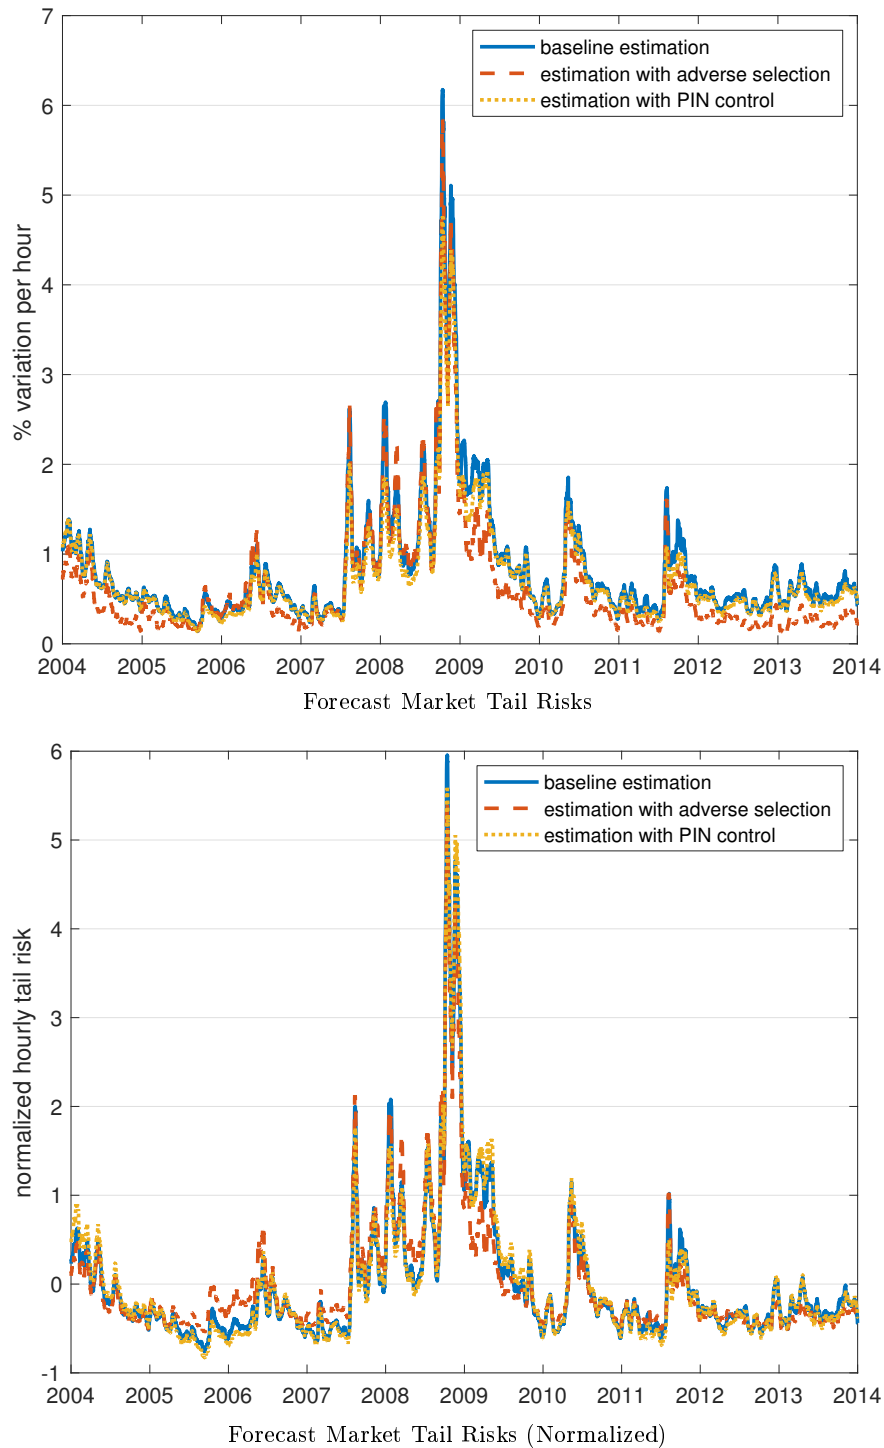 7
6
5
4
3
2
1
0
% variation per hour
baseline estimation
estimation with adverse selection
estimation with PIN control
2004 2005 2006 2007 2008 2009 2010 2011 2012 2013 2014
Forecast Market Tail Risks
6
5
4
3
2
1
0
-1
normalized hourly tail risk
baseline estimation
estimation with adverse selection
estimation with PIN control
2004 2005 2006 2007 2008 2009 2010 2011 2012 2013 2014
Forecast Market Tail Risks (Normalized)